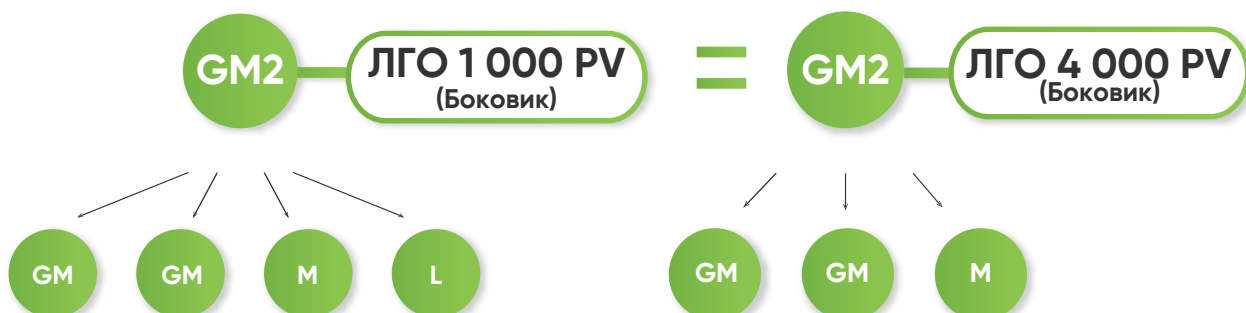 GM2
ЛГО 1 000 PV
(Боковик)
=
GM2
ЛГО 4 000 PV
(Боковик)
GM
GM
M
L
GM
GM
M